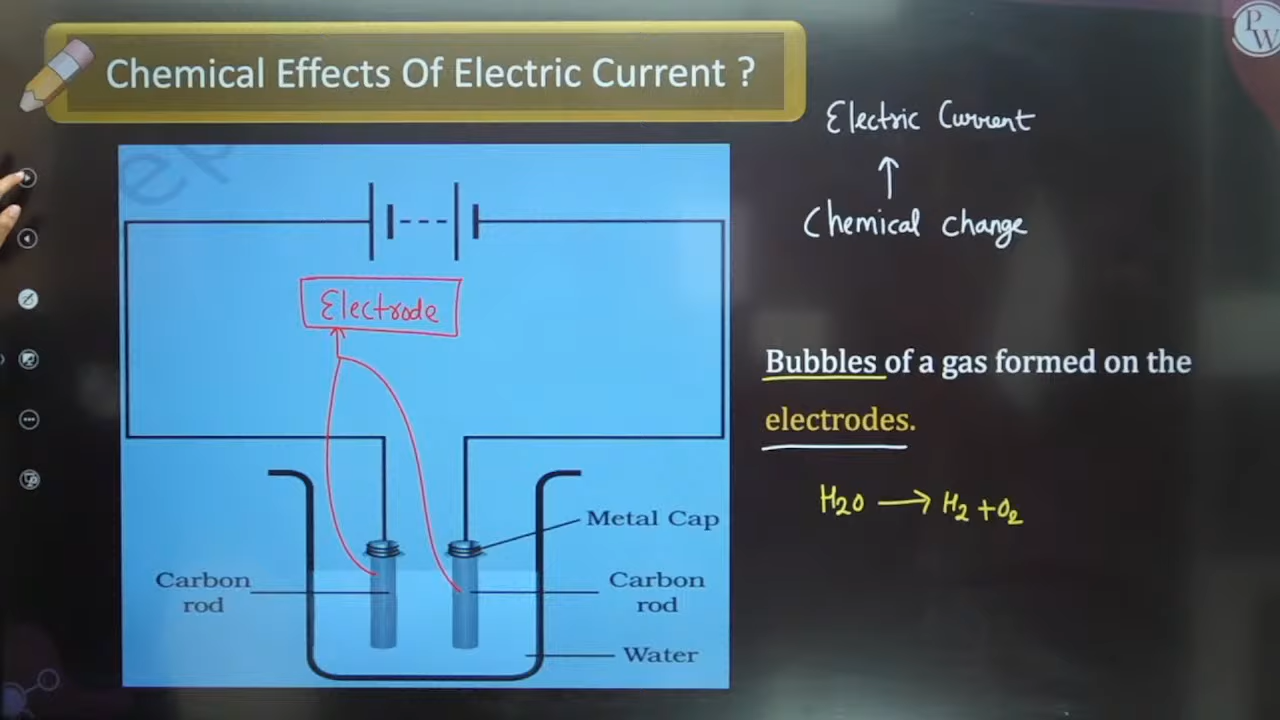 Chemical Effects Of Electric Current ?
PW
Electric Current
↑
Chemical change
Electrode
Bubbles of a gas formed on the
electrodes.
H2O ⟶ H2 + O2
Metal Cap
Carbon
rod
Carbon
rod
Water